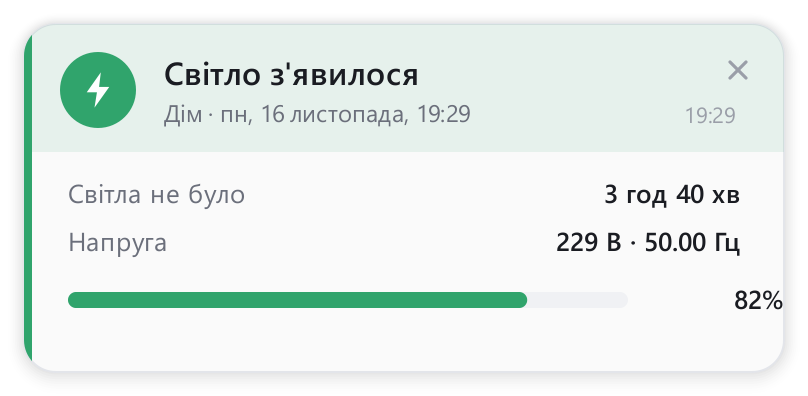 Світло з'явилося
Дім · пн, 16 листопада, 19:29
19:29
Світла не було 3 год 40 хв
Напруга 229 В · 50.00 Гц
82%